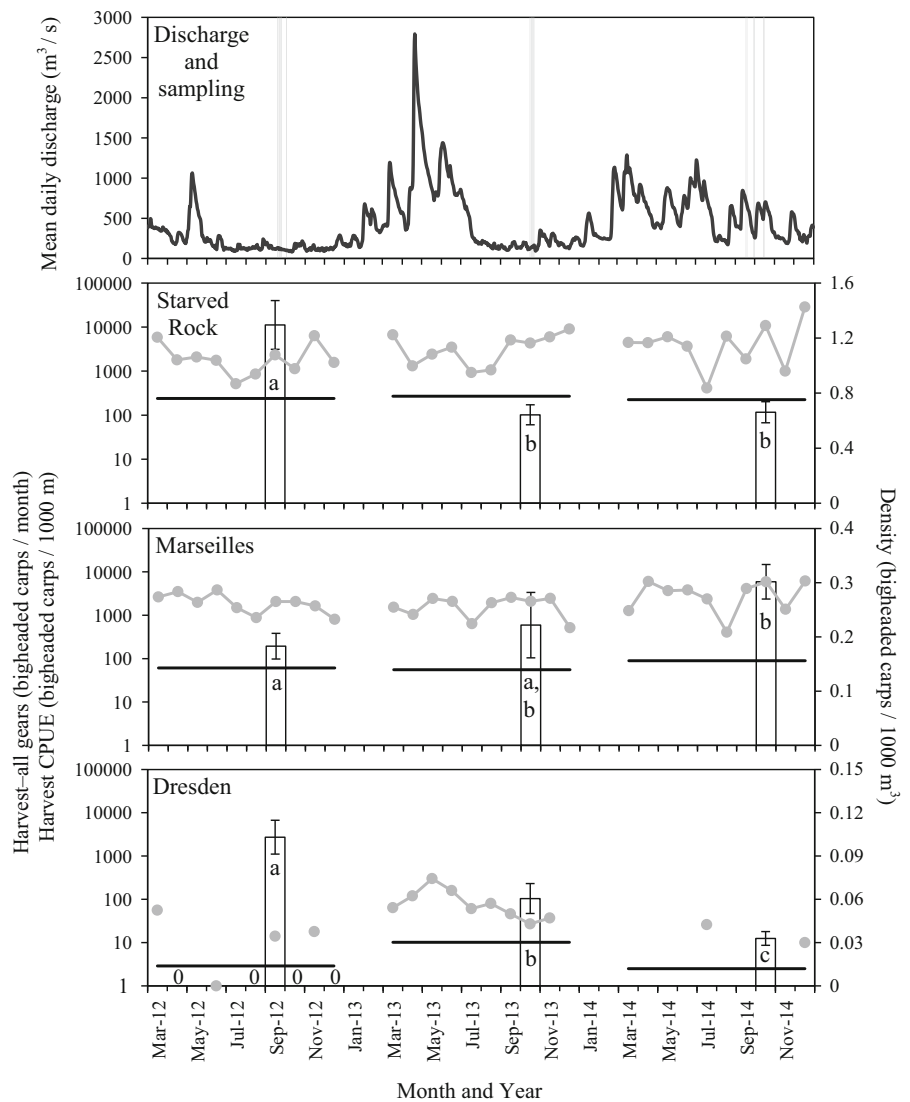 Mean daily discharge (m³ / s)
3000
2500
2000
1500
1000
500
0
Discharge
and
sampling
Harvest–all gears (bigheaded carps / month)
Harvest CPUE (bigheaded carps / 1000 m)
Density (bigheaded carps / 1000 m³)
100000
10000
1000
100
10
1
Starved
Rock
a
b
b
1.6
1.2
0.8
0.4
0
100000
10000
1000
100
10
1
Marseilles
a
a,
b
b
0.4
0.3
0.2
0.1
0
100000
10000
1000
100
10
1
Dresden
a
b
c
0 0 0 0
0.15
0.12
0.09
0.06
0.03
0
Mar-12
May-12
Jul-12
Sep-12
Nov-12
Jan-13
Mar-13
May-13
Jul-13
Sep-13
Nov-13
Jan-14
Mar-14
May-14
Jul-14
Sep-14
Nov-14
Month and Year